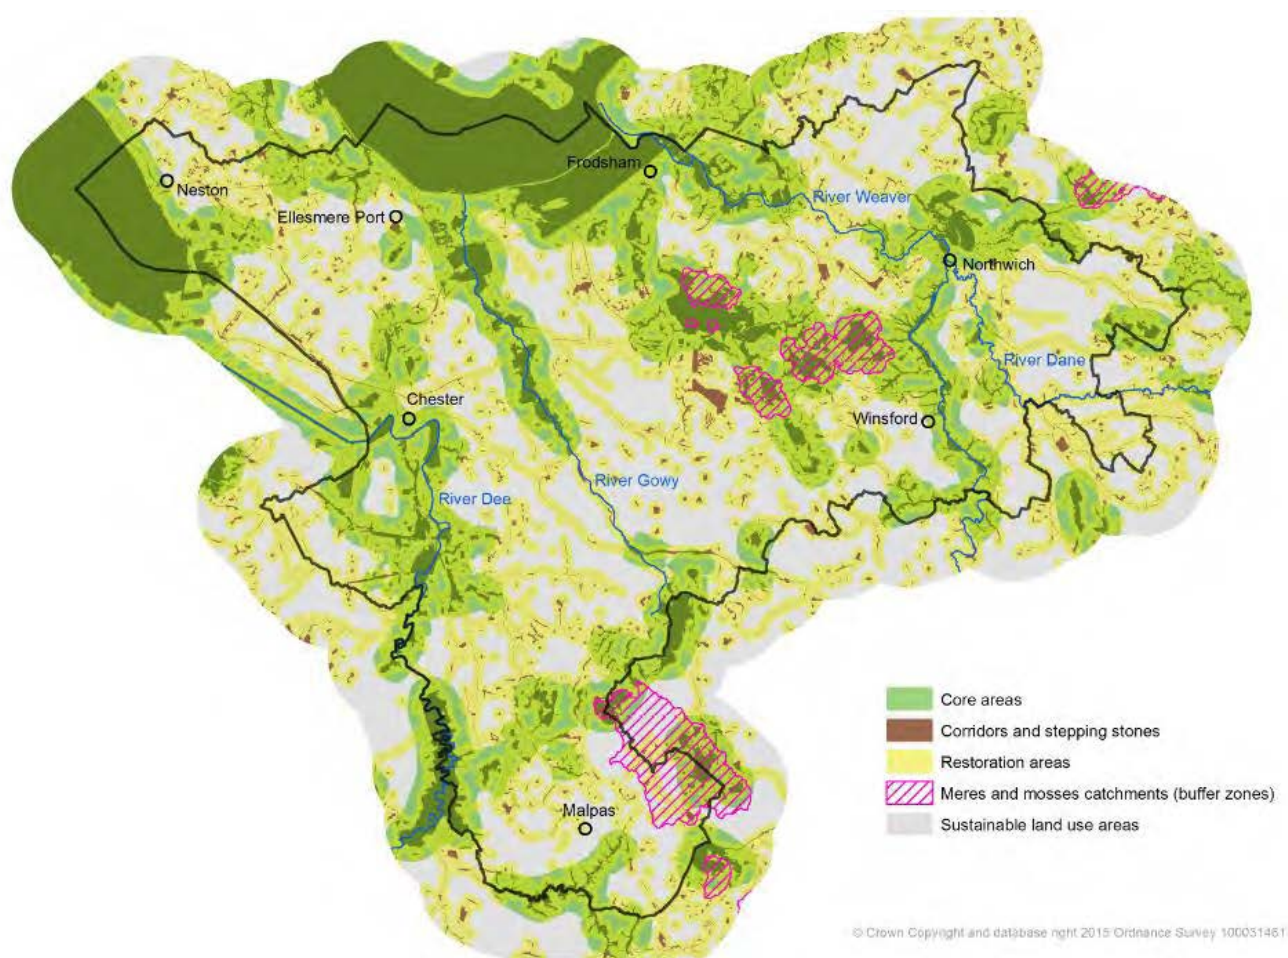 Frodsham
Neston
River Weaver
Ellesmere Port
Northwich
River Dane
Chester
Winsford
River Gowy
River Dee
Malpas
Core areas
Corridors and stepping stones
Restoration areas
Meres and mosses catchments (buffer zones)
Sustainable land use areas
© Crown Copyright and database right 2015 Ordnance Survey 100031461